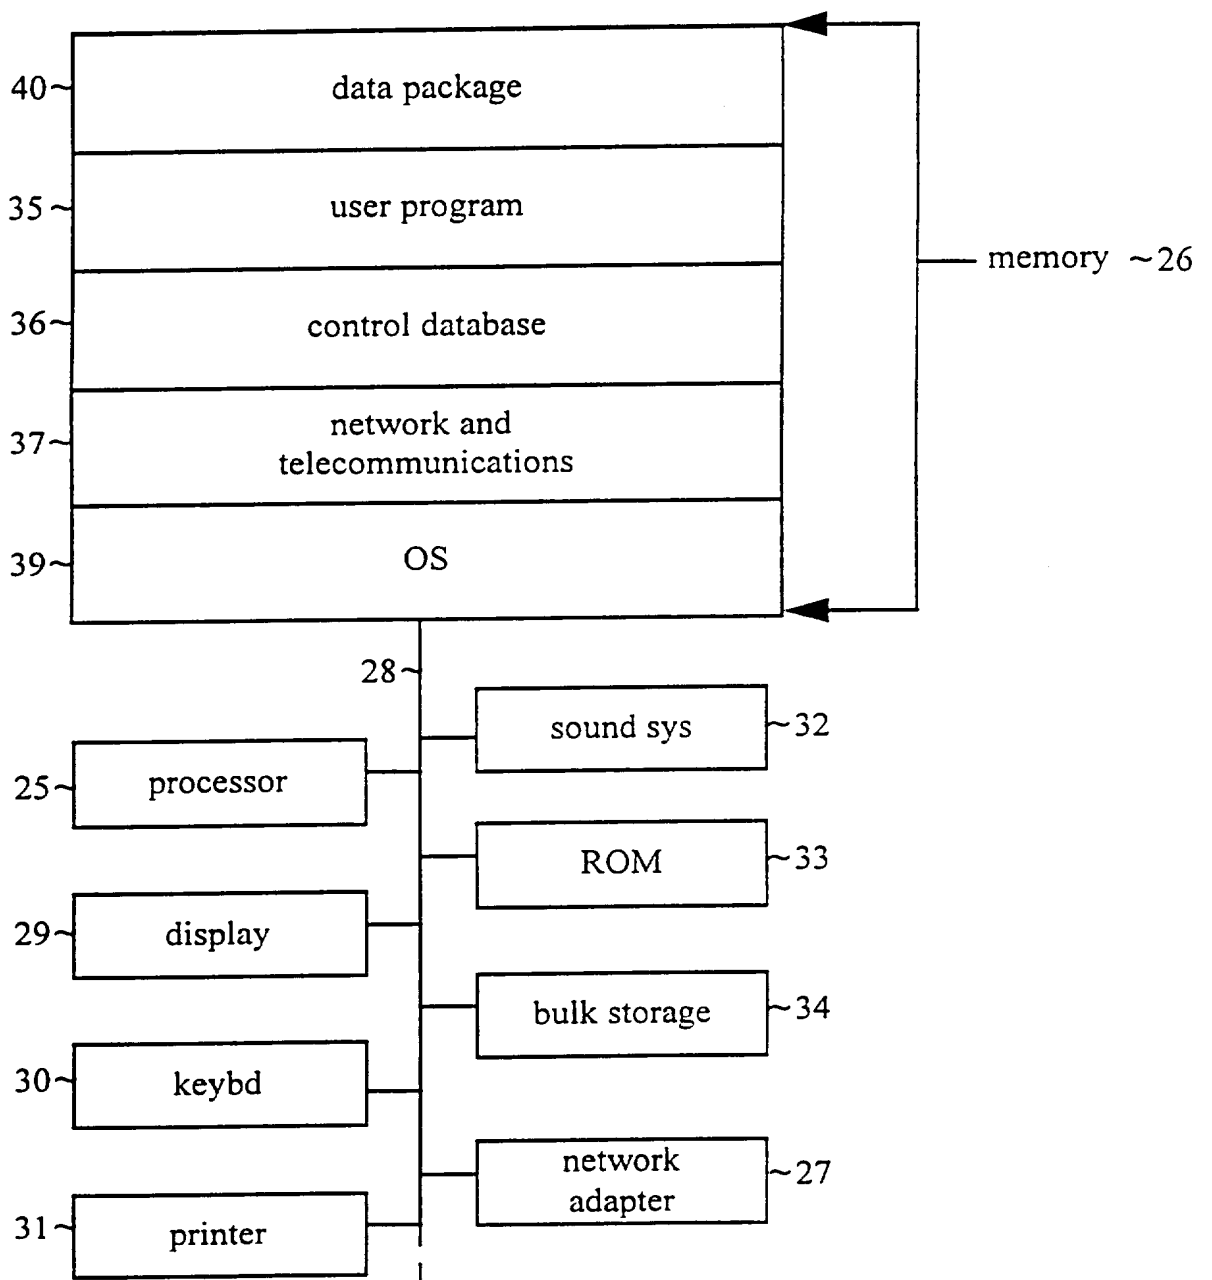 40~ data package
35~ user program
memory ~26
36~ control database
37~ network and
telecommunications
39~ OS
28~
sound sys ~32
25~ processor
ROM ~33
29~ display
bulk storage ~34
30~ keybd
network
adapter ~27
31~ printer